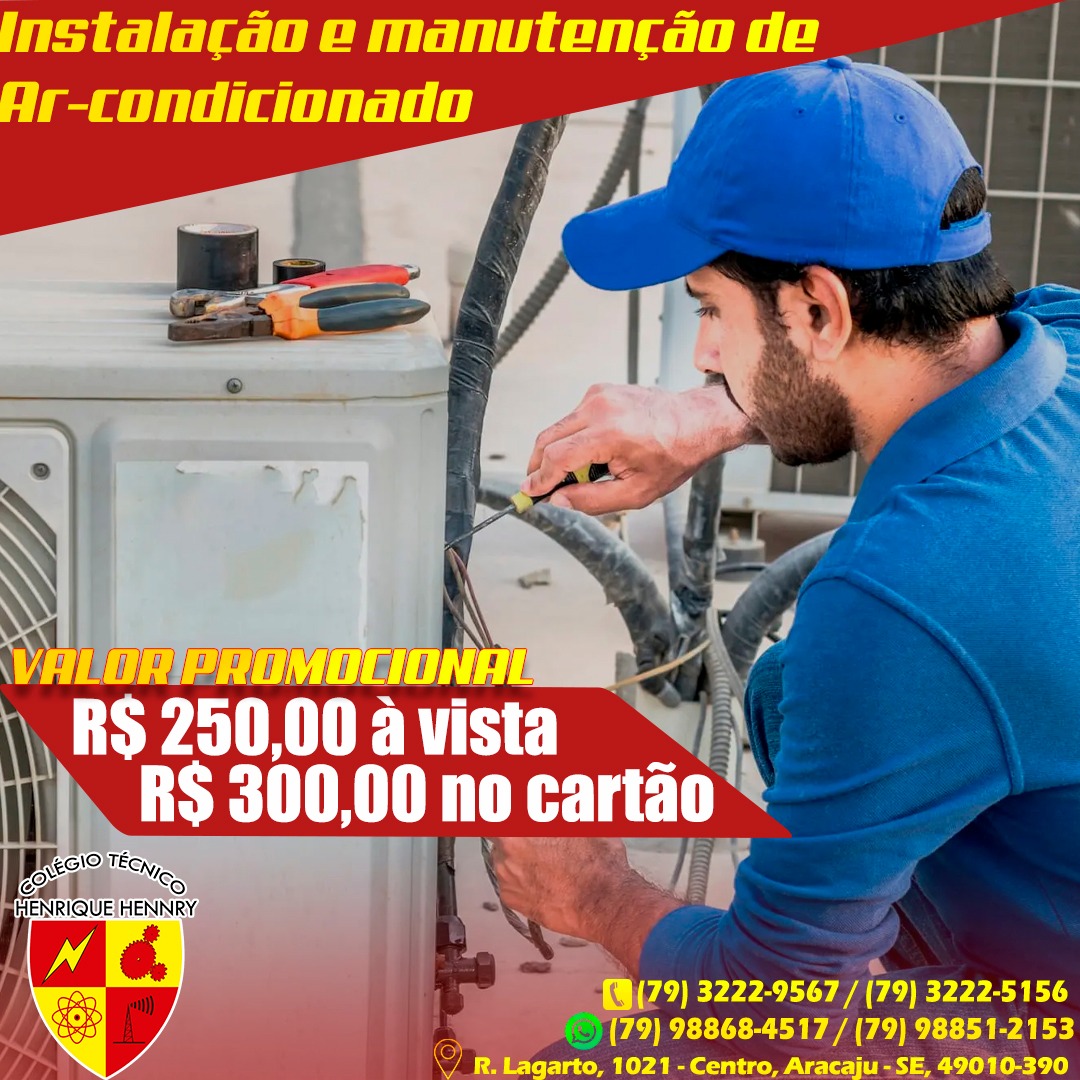 Instalação e manutenção de
Ar-condicionado
VALOR PROMOCIONAL
R$ 250,00 à vista
R$ 300,00 no cartão
COLÉGIO TÉCNICO
HENRIQUE HENNRY
(79) 3222-9567 / (79) 3222-5156
(79) 98868-4517 / (79) 98851-2153
R. Lagarto, 1021 - Centro, Aracaju - SE, 49010-390